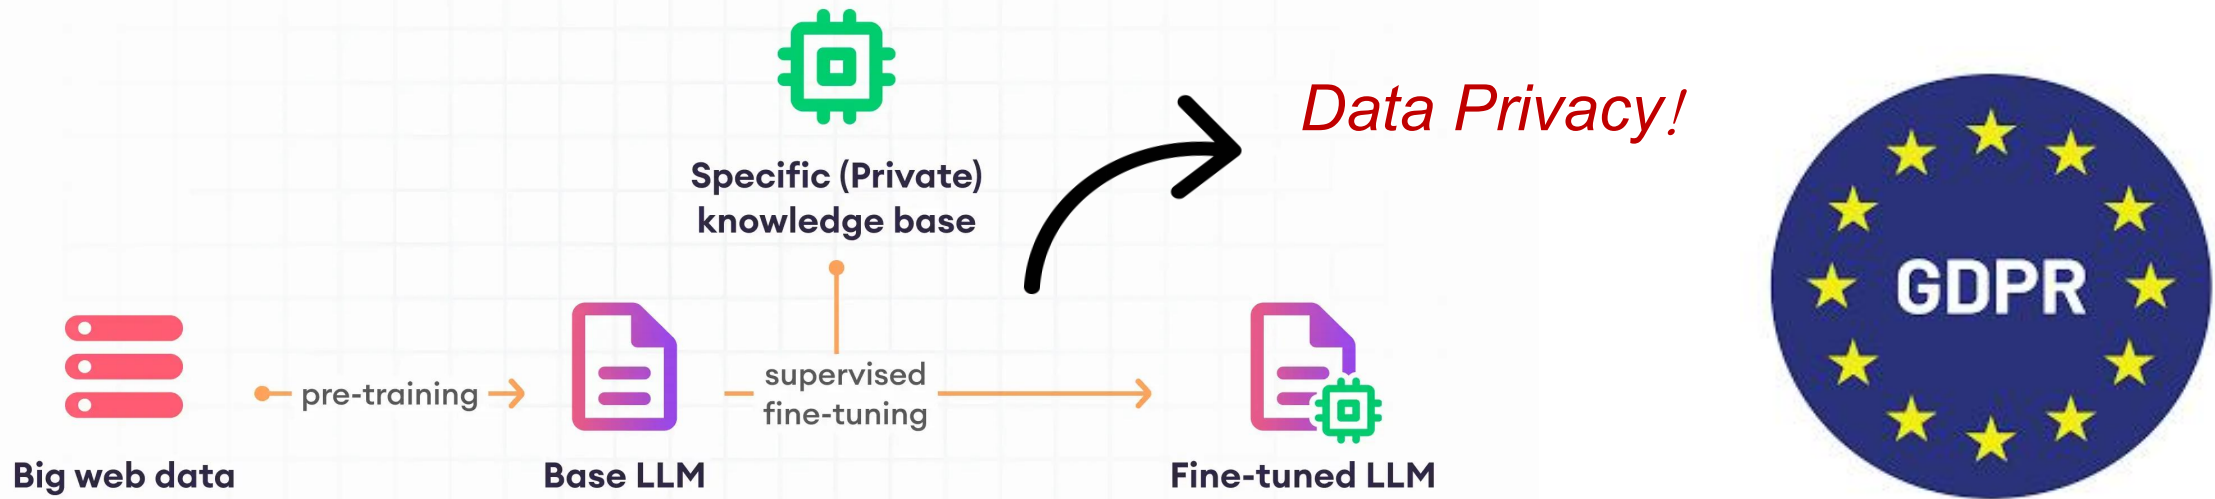 Data Privacy!
Specific (Private)
knowledge base
GDPR
pre-training
supervised
fine-tuning
Big web data
Base LLM
Fine-tuned LLM